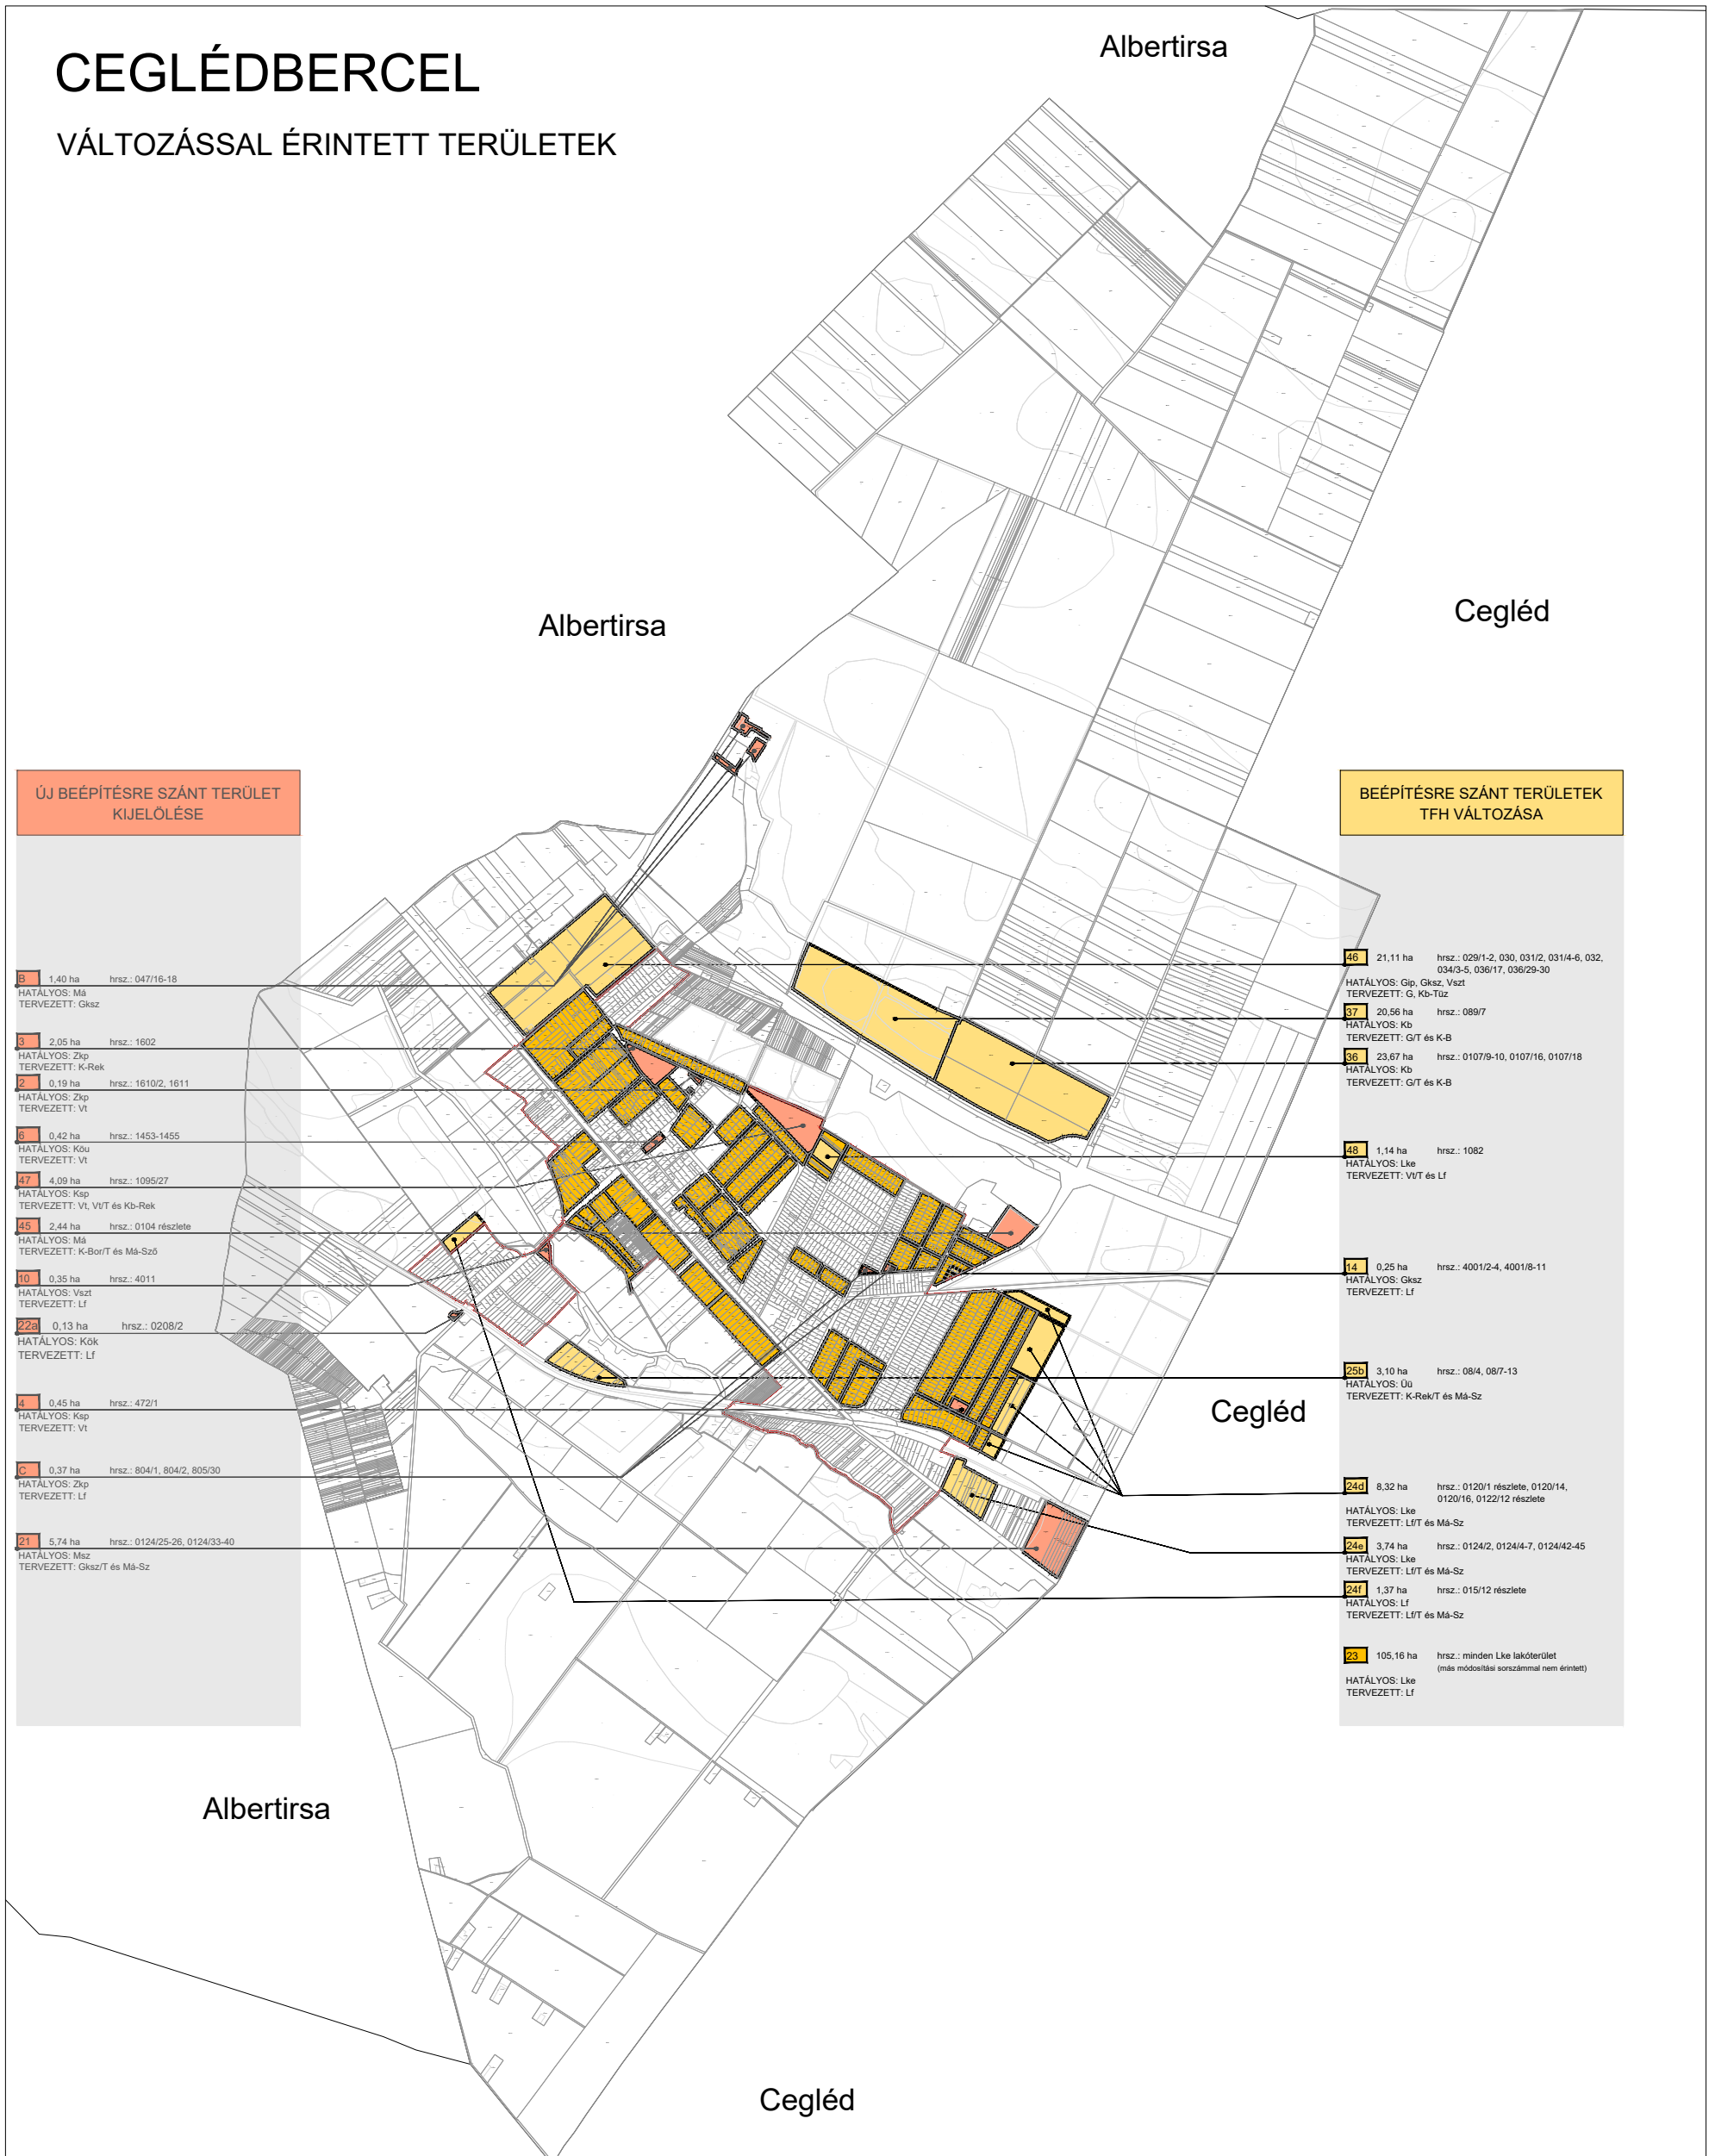 CEGLÉDBERCEL
VÁLTOZÁSSAL ÉRINTETT TERÜLETEK
Albertirsa
Albertirsa
Cegléd
ÚJ BEÉPÍTÉSRE SZÁNT TERÜLET
KIJELÖLÉSE
B 1,40 ha hrsz.: 047/16-18
HATÁLYOS: Má
TERVEZETT: Gksz
3 2,05 ha hrsz.: 1602
HATÁLYOS: Zkp
TERVEZETT: K-Rek
2 0,19 ha hrsz.: 1610/2, 1611
HATÁLYOS: Zkp
TERVEZETT: Vt
6 0,42 ha hrsz.: 1453-1455
HATÁLYOS: Köu
TERVEZETT: Vt
47 4,09 ha hrsz.: 1095/27
HATÁLYOS: Ksp
TERVEZETT: Vt, Vt/T és Kb-Rek
45 2,44 ha hrsz.: 0104 részlete
HATÁLYOS: Má
TERVEZETT: K-Bor/T és Má-Sző
10 0,35 ha hrsz.: 4011
HATÁLYOS: Vszt
TERVEZETT: Lf
22a 0,13 ha hrsz.: 0208/2
HATÁLYOS: Kök
TERVEZETT: Lf
4 0,45 ha hrsz.: 472/1
HATÁLYOS: Ksp
TERVEZETT: Vt
C 0,37 ha hrsz.: 804/1, 804/2, 805/30
HATÁLYOS: Zkp
TERVEZETT: Lf
21 5,74 ha hrsz.: 0124/25-26, 0124/33-40
HATÁLYOS: Msz
TERVEZETT: Gksz/T és Má-Sz
BEÉPÍTÉSRE SZÁNT TERÜLETEK
TFH VÁLTOZÁSA
46 21,11 ha hrsz.: 029/1-2, 030, 031/2, 031/4-6, 032,
034/3-5, 036/17, 036/29-30
HATÁLYOS: Gip, Gksz, Vszt
TERVEZETT: G, Kb-Tüz
37 20,56 ha hrsz.: 089/7
HATÁLYOS: Kb
TERVEZETT: G/T és K-B
36 23,67 ha hrsz.: 0107/9-10, 0107/16, 0107/18
HATÁLYOS: Kb
TERVEZETT: G/T és K-B
48 1,14 ha hrsz.: 1082
HATÁLYOS: Lke
TERVEZETT: Vt/T és Lf
14 0,25 ha hrsz.: 4001/2-4, 4001/8-11
HATÁLYOS: Gksz
TERVEZETT: Lf
25b 3,10 ha hrsz.: 08/4, 08/7-13
HATÁLYOS: Üü
TERVEZETT: K-Rek/T és Má-Sz
24d 8,32 ha hrsz.: 0120/1 részlete, 0120/14,
0120/16, 0122/12 részlete
HATÁLYOS: Lke
TERVEZETT: Lf/T és Má-Sz
24e 3,74 ha hrsz.: 0124/2, 0124/4-7, 0124/42-45
HATÁLYOS: Lke
TERVEZETT: Lf/T és Má-Sz
24f 1,37 ha hrsz.: 015/12 részlete
HATÁLYOS: Lf
TERVEZETT: Lf/T és Má-Sz
23 105,16 ha hrsz.: minden Lke lakóterület
(más módosítási sorszámmal nem érintett)
HATÁLYOS: Lke
TERVEZETT: Lf
Cegléd
Albertirsa
Cegléd